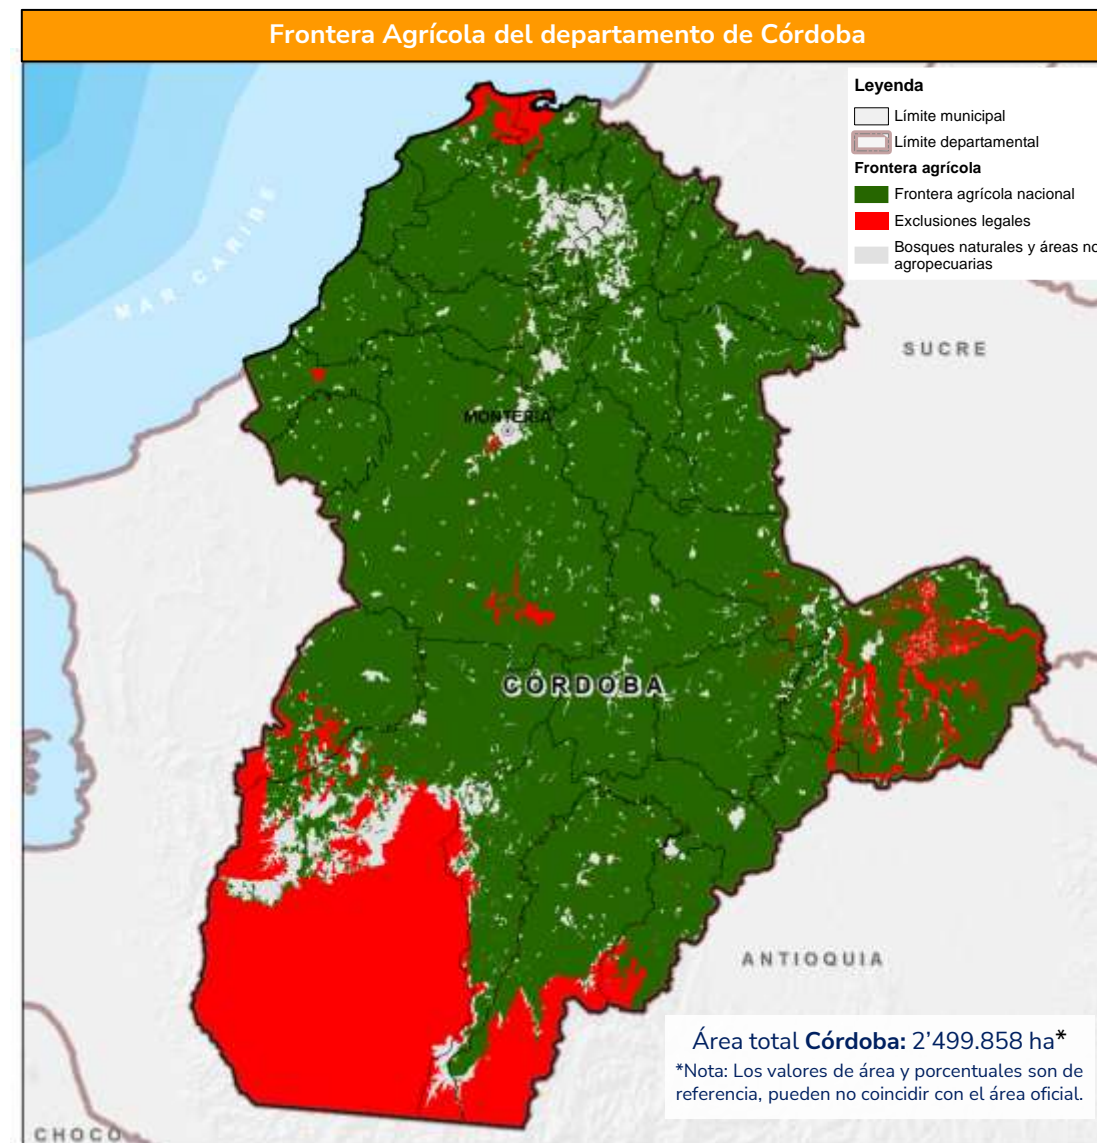 Frontera Agrícola del departamento de Córdoba
Leyenda
Límite municipal
Límite departamental
Frontera agrícola
Frontera agrícola nacional
Exclusiones legales
Bosques naturales y áreas no
agropecuarias
MAR CARIBE
SUCRE
MONTERÍA
CÓRDOBA
ANTIOQUIA
Área total Córdoba: 2’499.858 ha*
*Nota: Los valores de área y porcentuales son de
referencia, pueden no coincidir con el área oficial.
CHOCÓ